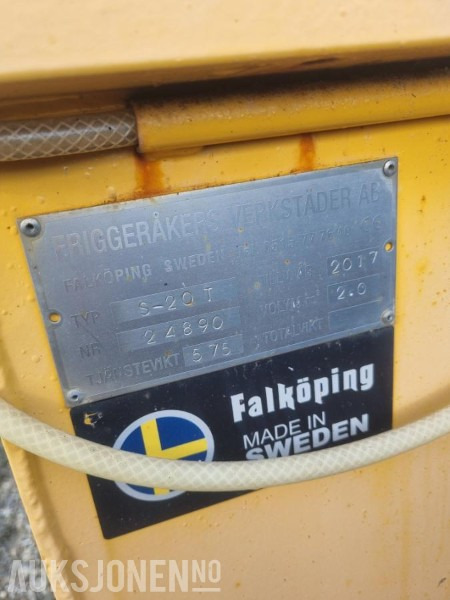 FRIGGERÅKERS VERKSTÄDER AB
FALKÖPING SWEDEN
TYP S-20 T 2017
NR 24890 2.0
TJÄNSTEVIKT 575 TOTALVIKT
Falköping
MADE IN
SWEDEN
AUKSJONEN.NO